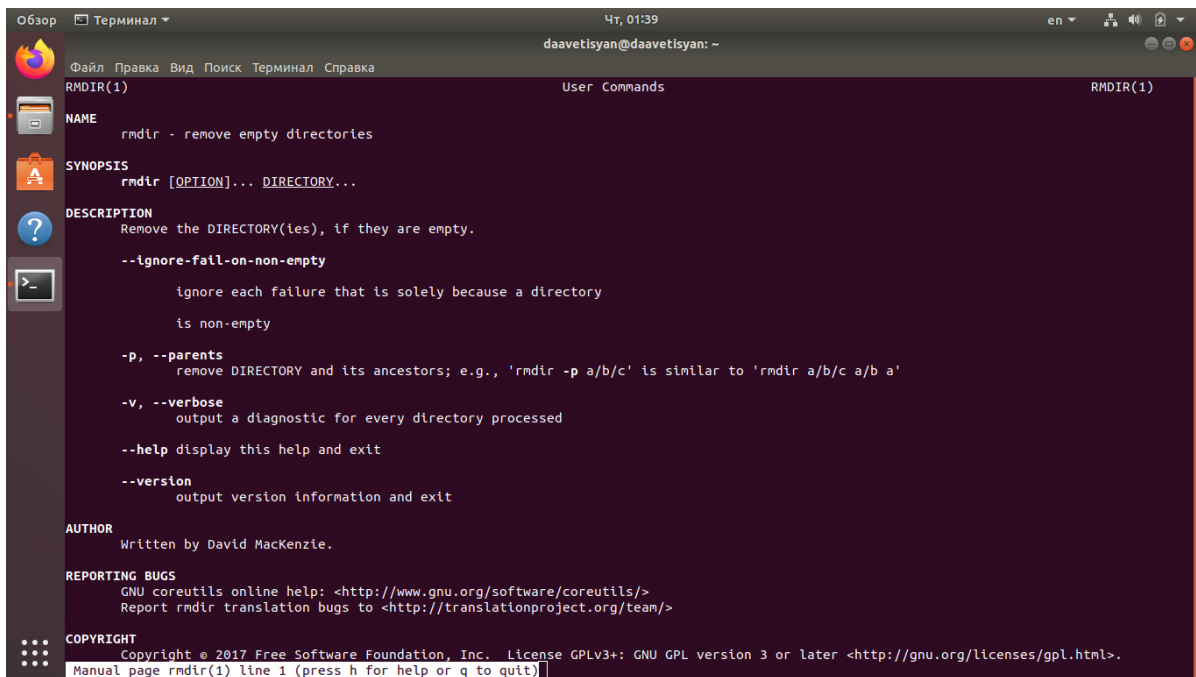 Обзор Терминал Чт, 01:39 en
daavetisyan@daavetisyan: ~
Файл Правка Вид Поиск Терминал Справка
RMDIR(1) User Commands RMDIR(1)
NAME
rmdir - remove empty directories
SYNOPSIS
rmdir [OPTION]... DIRECTORY...
DESCRIPTION
Remove the DIRECTORY(ies), if they are empty.
--ignore-fail-on-non-empty
ignore each failure that is solely because a directory
is non-empty
-p, --parents
remove DIRECTORY and its ancestors; e.g., 'rmdir -p a/b/c' is similar to 'rmdir a/b/c a/b a'
-v, --verbose
output a diagnostic for every directory processed
--help display this help and exit
--version
output version information and exit
AUTHOR
Written by David MacKenzie.
REPORTING BUGS
GNU coreutils online help: <http://www.gnu.org/software/coreutils/>
Report rmdir translation bugs to <http://translationproject.org/team/>
COPYRIGHT
Copyright © 2017 Free Software Foundation, Inc. License GPLv3+: GNU GPL version 3 or later <http://gnu.org/licenses/gpl.html>.
Manual page rmdir(1) line 1 (press h for help or q to quit)